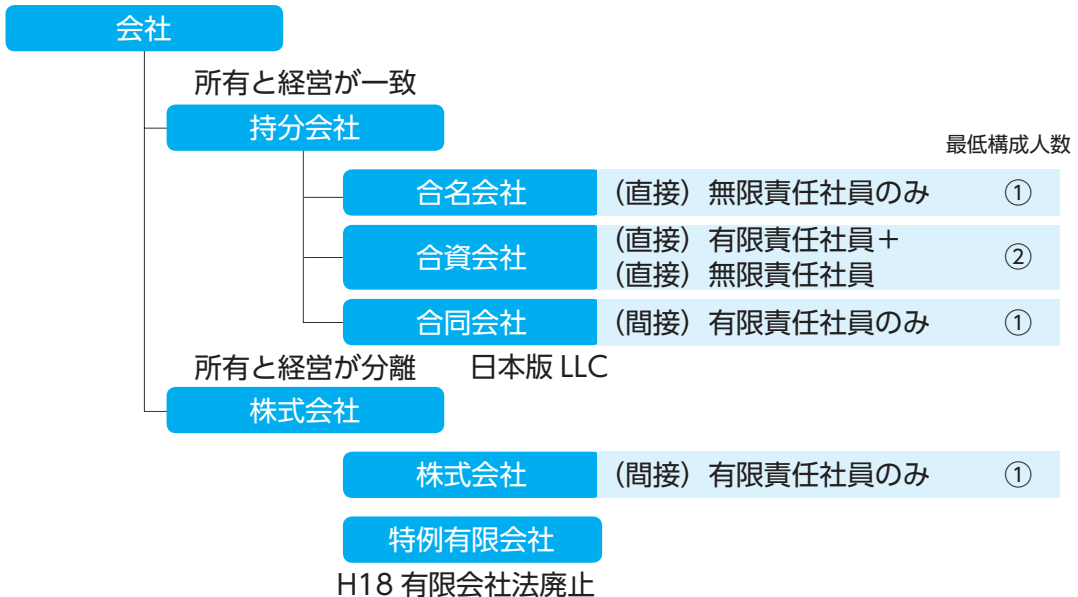 会社
所有と経営が一致
持分会社
最低構成人数
合名会社 (直接) 無限責任社員のみ ①
合資会社 (直接) 有限責任社員+
(直接) 無限責任社員 ②
合同会社 (間接) 有限責任社員のみ ①
所有と経営が分離 日本版 LLC
株式会社
株式会社 (間接) 有限責任社員のみ ①
特例有限会社
H18 有限会社法廃止